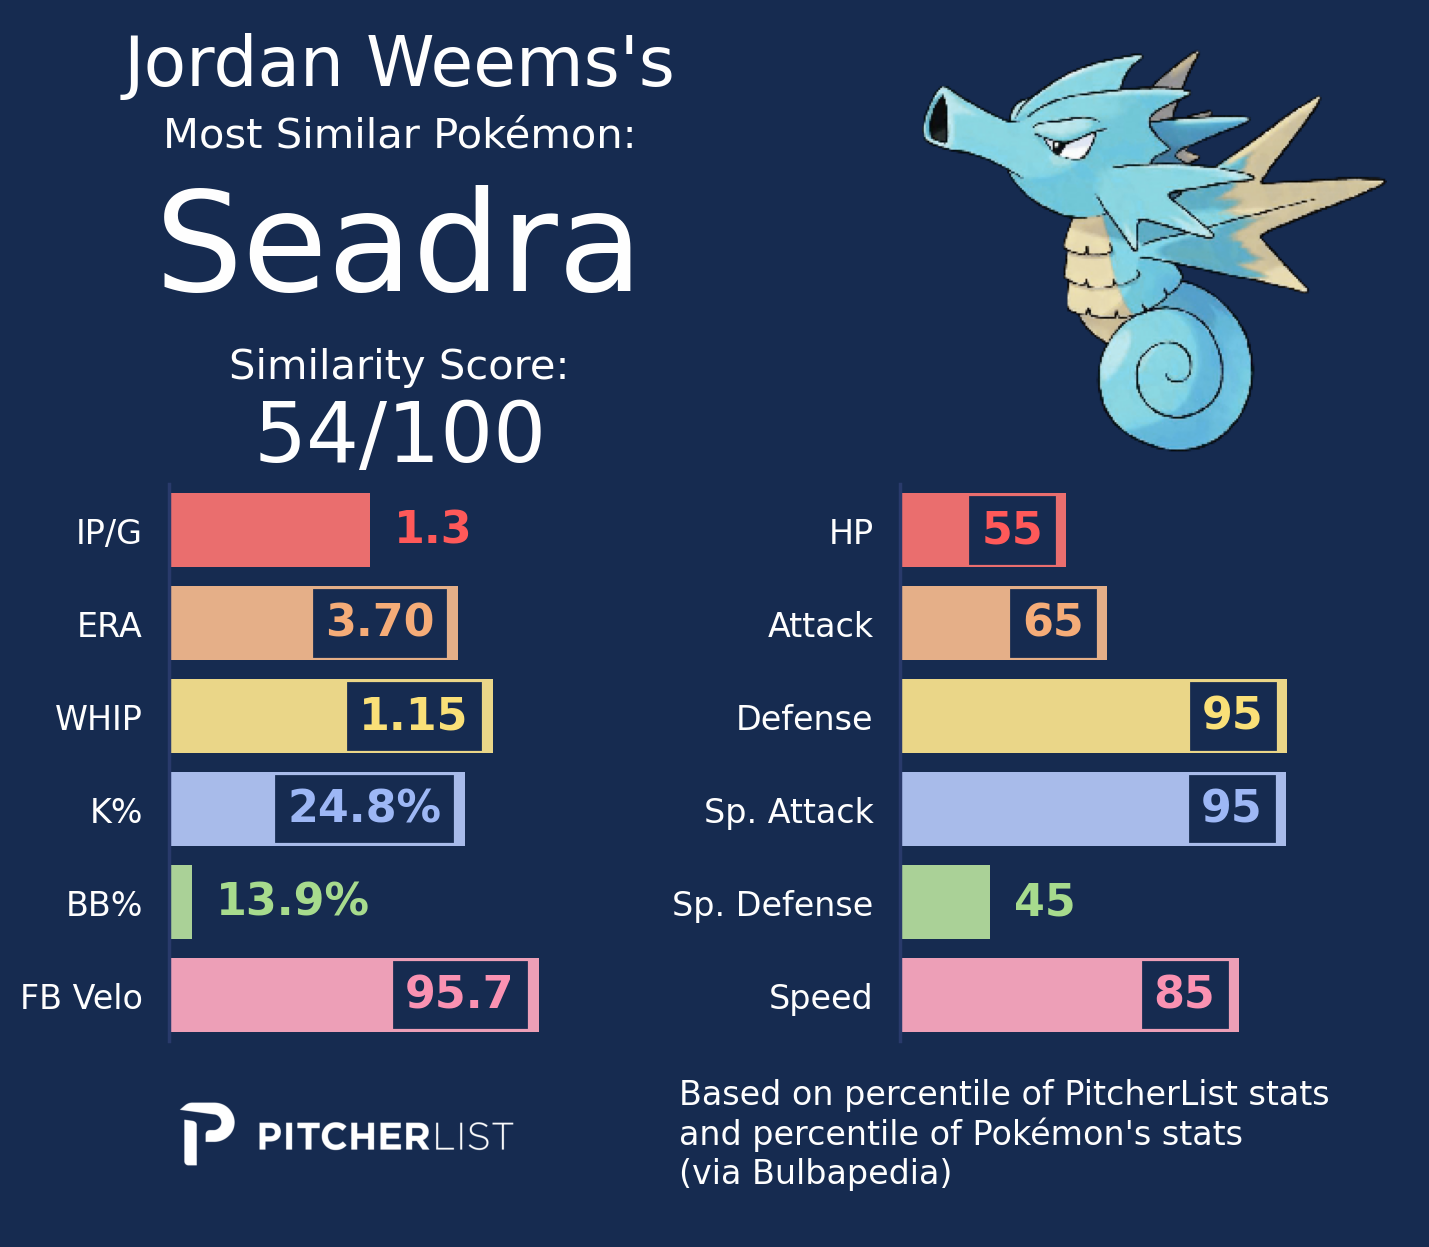 Jordan Weems's
Most Similar Pokémon:
Seadra
Similarity Score:
54/100
IP/G 1.3
ERA 3.70
WHIP 1.15
K% 24.8%
BB% 13.9%
FB Velo 95.7
HP 55
Attack 65
Defense 95
Sp. Attack 95
Sp. Defense 45
Speed 85
PITCHERLIST
Based on percentile of PitcherList stats
and percentile of Pokémon's stats
(via Bulbapedia)